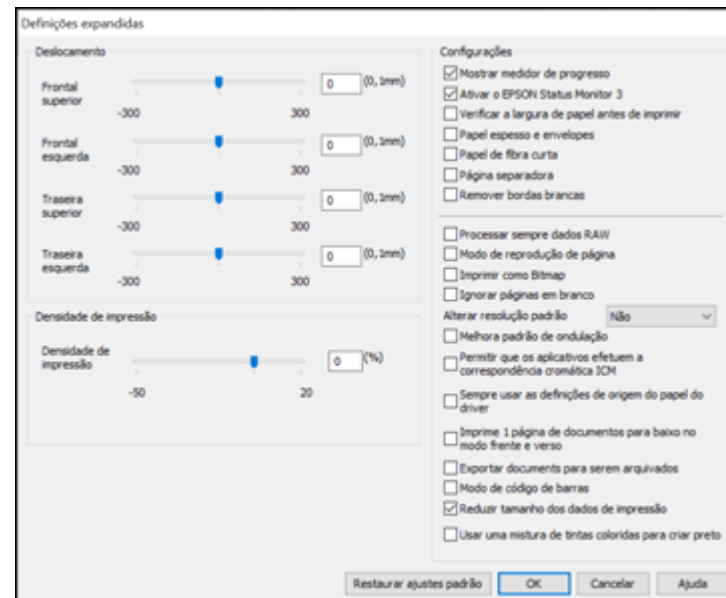 Definições expandidas
Deslocamento
Frontal
superior
0 (0,1mm)
-300 300
Frontal
esquerda
0 (0,1mm)
-300 300
Traseira
superior
0 (0,1mm)
-300 300
Traseira
esquerda
0 (0,1mm)
-300 300
Densidade de impressão
Densidade de
impressão
0 (%)
-50 20
Configurações
Mostrar medidor de progresso
Ativar o EPSON Status Monitor 3
Verificar a largura de papel antes de imprimir
Papel espesso e envelopes
Papel de fibra curta
Página separadora
Remover bordas brancas
Processar sempre dados RAW
Modo de reprodução de página
Imprimir como Bitmap
Ignorar páginas em branco
Alterar resolução padrão Não
Melhora padrão de ondulação
Permitir que os aplicativos efetuem a
correspondência cromática ICM
Sempre usar as definições de origem do papel do
driver
Imprime 1 página de documentos para baixo no
modo frente e verso
Exportar documents para serem arquivados
Modo de código de barras
Reduzir tamanho dos dados de impressão
Usar uma mistura de tintas coloridas para criar preto
Restaurar ajustes padrão OK Cancelar Ajuda